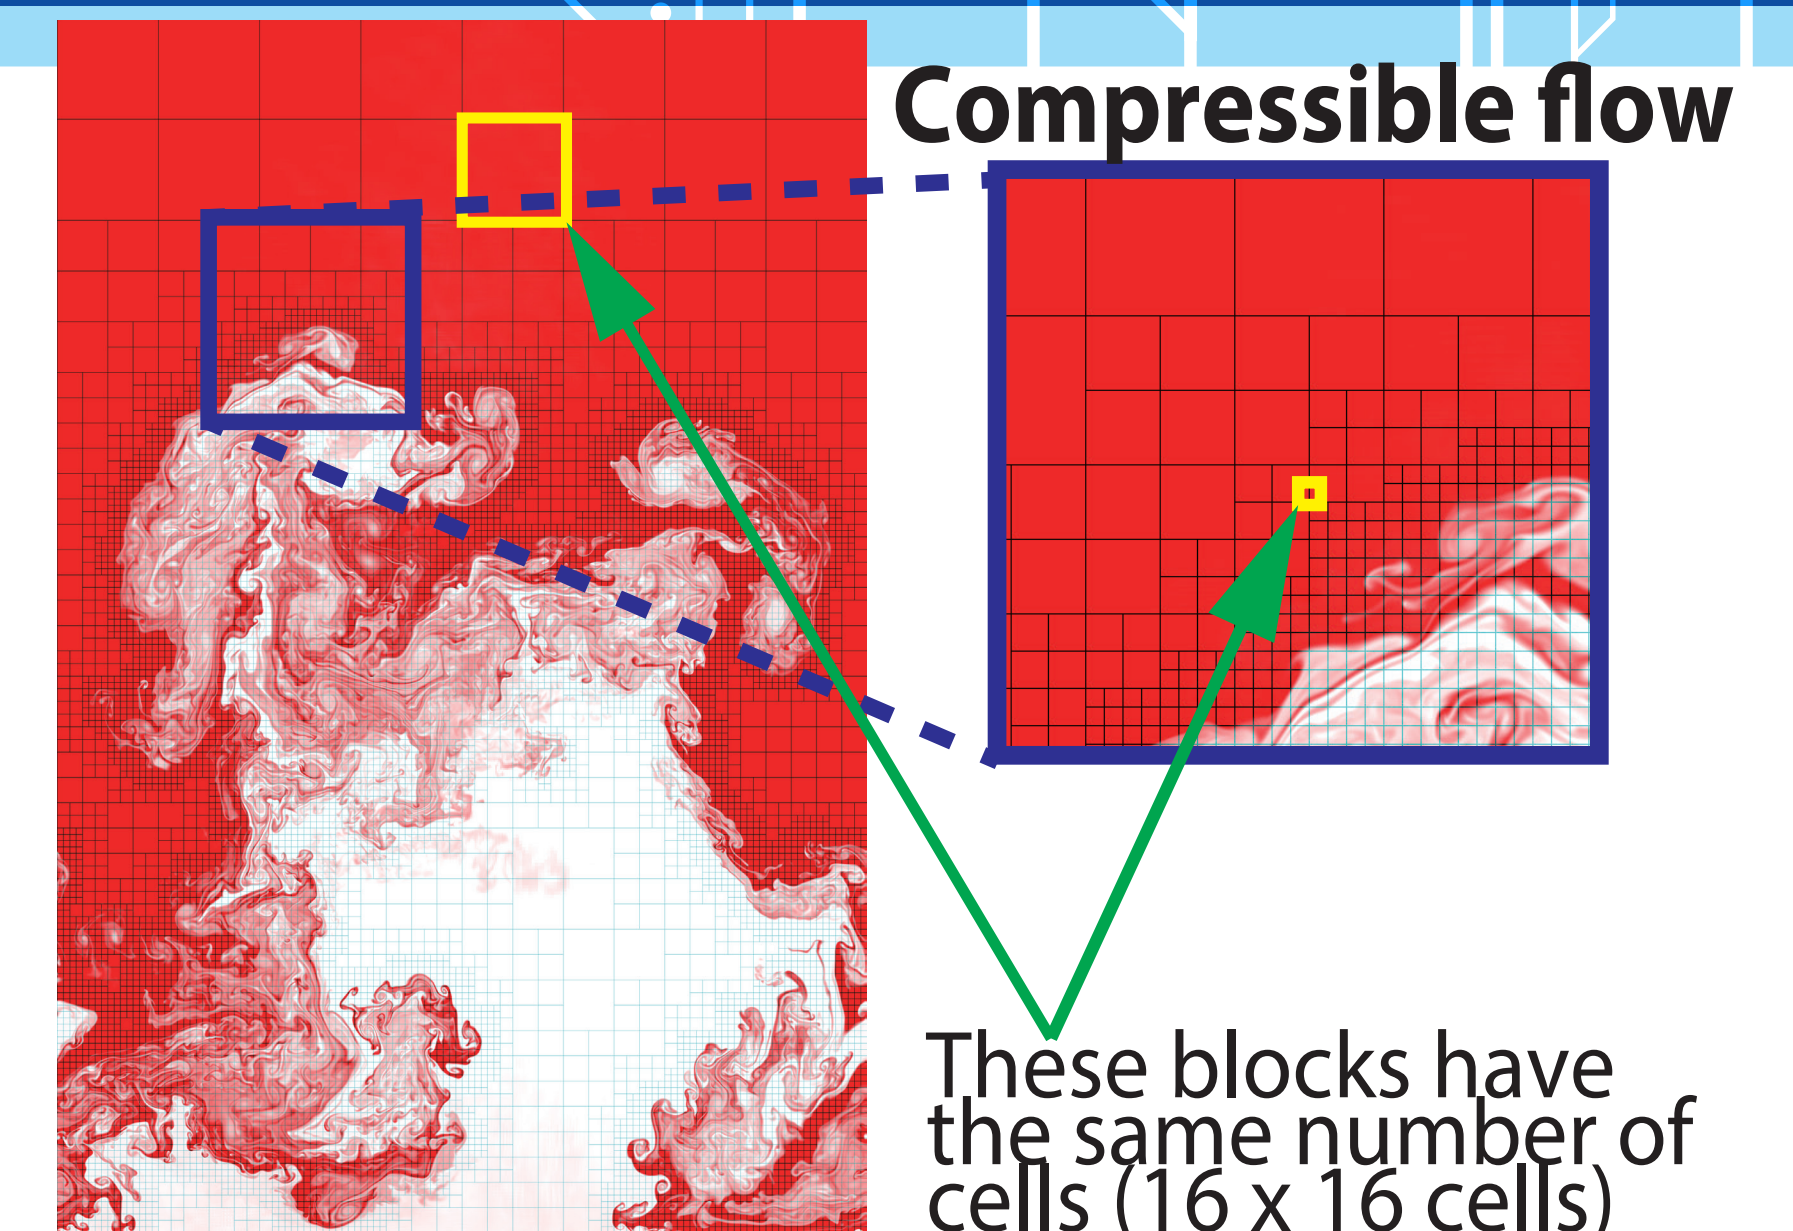 Compressible flow
These blocks have
the same number of
cells (16 x 16 cells)